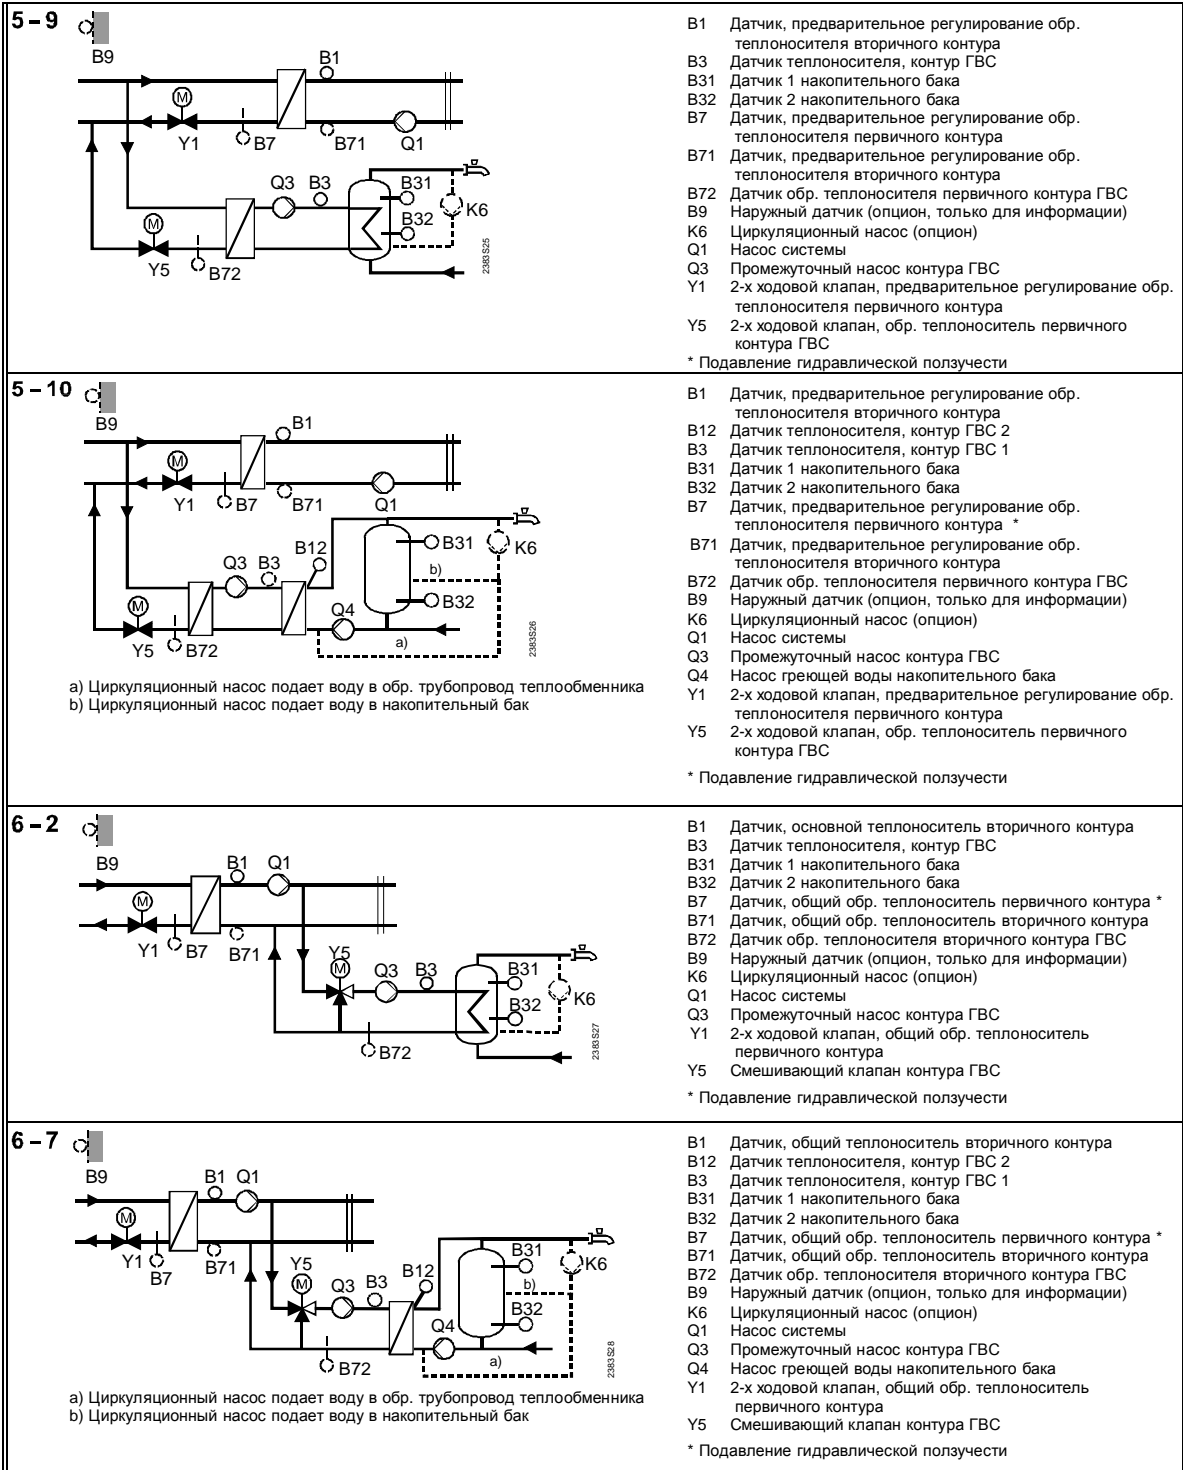 5 – 9
B9
B1
M
Y1
B7
B71
Q1
Q3
B3
B31
B32
K6
M
Y5
B72
2383S25
B1 Датчик, предварительное регулирование обр.
теплоносителя вторичного контура
B3 Датчик теплоносителя, контур ГВС
B31 Датчик 1 накопительного бака
B32 Датчик 2 накопительного бака
B7 Датчик, предварительное регулирование обр.
теплоносителя первичного контура
B71 Датчик, предварительное регулирование обр.
теплоносителя вторичного контура
B72 Датчик обр. теплоносителя первичного контура ГВС
B9 Наружный датчик (опцион, только для информации)
K6 Циркуляционный насос (опцион)
Q1 Насос системы
Q3 Промежуточный насос контура ГВС
Y1 2-х ходовой клапан, предварительное регулирование обр.
теплоносителя первичного контура
Y5 2-х ходовой клапан, обр. теплоноситель первичного
контура ГВС
* Подавление гидравлической ползучести
5 – 10
B9
B1
M
Y1
B7
B71
Q1
B12
Q3
B3
B31
K6
b)
B32
M
Q4
Y5
B72
a)
2383S26
a) Циркуляционный насос подает воду в обр. трубопровод теплообменника
b) Циркуляционный насос подает воду в накопительный бак
B1 Датчик, предварительное регулирование обр.
теплоносителя вторичного контура
B12 Датчик теплоносителя, контур ГВС 2
B3 Датчик теплоносителя, контур ГВС 1
B31 Датчик 1 накопительного бака
B32 Датчик 2 накопительного бака
B7 Датчик, предварительное регулирование обр.
теплоносителя первичного контура *
B71 Датчик, предварительное регулирование обр.
теплоносителя вторичного контура
B72 Датчик обр. теплоносителя первичного контура ГВС
B9 Наружный датчик (опцион, только для информации)
K6 Циркуляционный насос (опцион)
Q1 Насос системы
Q3 Промежуточный насос контура ГВС
Q4 Насос греющей воды накопительного бака
Y1 2-х ходовой клапан, предварительное регулирование обр.
теплоносителя первичного контура
Y5 2-х ходовой клапан, обр. теплоноситель первичного
контура ГВС
* Подавление гидравлической ползучести
6 – 2
B9
B1
Q1
M
Y1
B7
B71
Y5
M
Q3
B3
B31
B32
K6
B72
2383S27
B1 Датчик, основной теплоноситель вторичного контура
B3 Датчик теплоносителя, контур ГВС
B31 Датчик 1 накопительного бака
B32 Датчик 2 накопительного бака
B7 Датчик, общий обр. теплоноситель первичного контура *
B71 Датчик, общий обр. теплоноситель вторичного контура
B72 Датчик обр. теплоносителя вторичного контура ГВС
B9 Наружный датчик (опцион, только для информации)
K6 Циркуляционный насос (опцион)
Q1 Насос системы
Q3 Промежуточный насос контура ГВС
Y1 2-х ходовой клапан, общий обр. теплоноситель
первичного контура
Y5 Смешивающий клапан контура ГВС
* Подавление гидравлической ползучести
6 – 7
B9
B1
Q1
M
Y1
B7
B71
Y5
M
Q3
B3
B12
B31
K6
b)
B32
Q4
B72
a)
2383S28
a) Циркуляционный насос подает воду в обр. трубопровод теплообменника
b) Циркуляционный насос подает воду в накопительный бак
B1 Датчик, общий теплоноситель вторичного контура
B12 Датчик теплоносителя, контур ГВС 2
B3 Датчик теплоносителя, контур ГВС 1
B31 Датчик 1 накопительного бака
B32 Датчик 2 накопительного бака
B7 Датчик, общий обр. теплоноситель первичного контура *
B71 Датчик, общий обр. теплоноситель вторичного контура
B72 Датчик обр. теплоносителя вторичного контура ГВС
B9 Наружный датчик (опцион, только для информации)
K6 Циркуляционный насос (опцион)
Q1 Насос системы
Q3 Промежуточный насос контура ГВС
Q4 Насос греющей воды накопительного бака
Y1 2-х ходовой клапан, общий обр. теплоноситель
первичного контура
Y5 Смешивающий клапан контура ГВС
* Подавление гидравлической ползучести